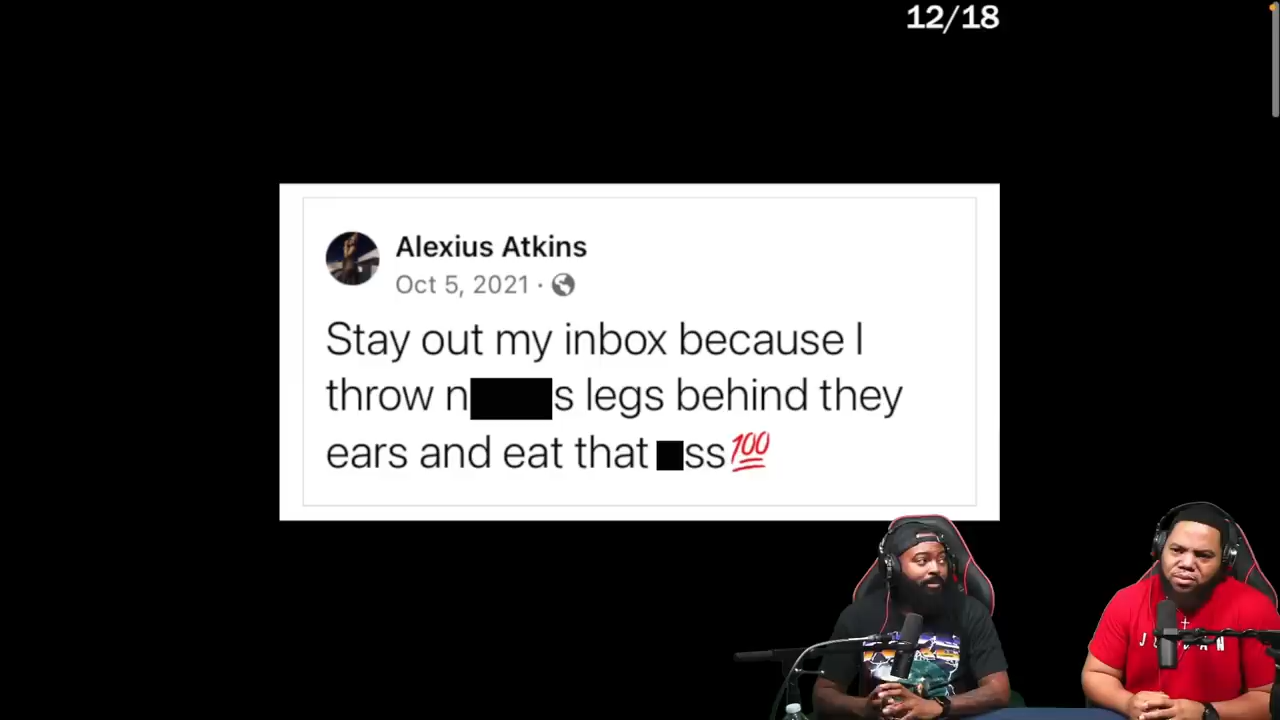 12/18
Alexius Atkins
Oct 5, 2021 ·
Stay out my inbox because I
throw n s legs behind they
ears and eat that ss💯
J N